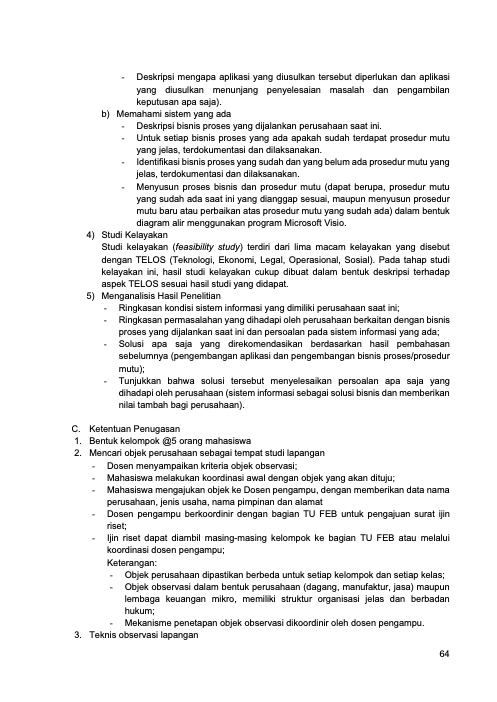 - Deskripsi mengapa aplikasi yang diusulkan tersebut diperlukan dan aplikasi
yang diusulkan menunjang penyelesaian masalah dan pengambilan
keputusan apa saja).
b) Memahami sistem yang ada
- Deskripsi bisnis proses yang dijalankan perusahaan saat ini.
- Untuk setiap bisnis proses yang ada apakah sudah terdapat prosedur mutu
yang jelas, terdokumentasi dan dilaksanakan.
- Identifikasi bisnis proses yang sudah dan yang belum ada prosedur mutu yang
jelas, terdokumentasi dan dilaksanakan.
- Menyusun proses bisnis dan prosedur mutu (dapat berupa, prosedur mutu
yang sudah ada saat ini yang dianggap sesuai, maupun menyusun prosedur
mutu baru atau perbaikan atas prosedur mutu yang sudah ada) dalam bentuk
diagram alir menggunakan program Microsoft Visio.
4) Studi Kelayakan
Studi kelayakan (feasibility study) terdiri dari lima macam kelayakan yang disebut
dengan TELOS (Teknologi, Ekonomi, Legal, Operasional, Sosial). Pada tahap studi
kelayakan ini, hasil studi kelayakan cukup dibuat dalam bentuk deskripsi terhadap
aspek TELOS sesuai hasil studi yang didapat.
5) Menganalisis Hasil Penelitian
- Ringkasan kondisi sistem informasi yang dimiliki perusahaan saat ini;
- Ringkasan permasalahan yang dihadapi oleh perusahaan berkaitan dengan bisnis
proses yang dijalankan saat ini dan persoalan pada sistem informasi yang ada;
- Solusi apa saja yang direkomendasikan berdasarkan hasil pembahasan
sebelumnya (pengembangan aplikasi dan pengembangan bisnis proses/prosedur
mutu);
- Tunjukkan bahwa solusi tersebut menyelesaikan persoalan apa saja yang
dihadapi oleh perusahaan (sistem informasi sebagai solusi bisnis dan memberikan
nilai tambah bagi perusahaan).
C. Ketentuan Penugasan
1. Bentuk kelompok @5 orang mahasiswa
2. Mencari objek perusahaan sebagai tempat studi lapangan
- Dosen menyampaikan kriteria objek observasi;
- Mahasiswa melakukan koordinasi awal dengan objek yang akan dituju;
- Mahasiswa mengajukan objek ke Dosen pengampu, dengan memberikan data nama
perusahaan, jenis usaha, nama pimpinan dan alamat
- Dosen pengampu berkoordinir dengan bagian TU FEB untuk pengajuan surat ijin
riset;
- Ijin riset dapat diambil masing-masing kelompok ke bagian TU FEB atau melalui
koordinasi dosen pengampu;
Keterangan:
- Objek perusahaan dipastikan berbeda untuk setiap kelompok dan setiap kelas;
- Objek observasi dalam bentuk perusahaan (dagang, manufaktur, jasa) maupun
lembaga keuangan mikro, memiliki struktur organisasi jelas dan berbadan
hukum;
- Mekanisme penetapan objek observasi dikoordinir oleh dosen pengampu.
3. Teknis observasi lapangan
64